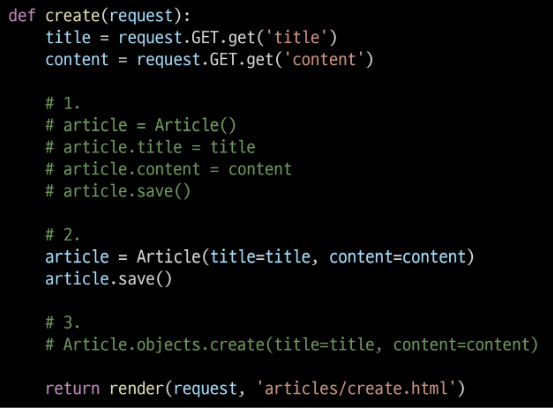 def create(request):
    title = request.GET.get('title')
    content = request.GET.get('content')

    # 1.
    # article = Article()
    # article.title = title
    # article.content = content
    # article.save()

    # 2.
    article = Article(title=title, content=content)
    article.save()

    # 3.
    # Article.objects.create(title=title, content=content)

    return render(request, 'articles/create.html')